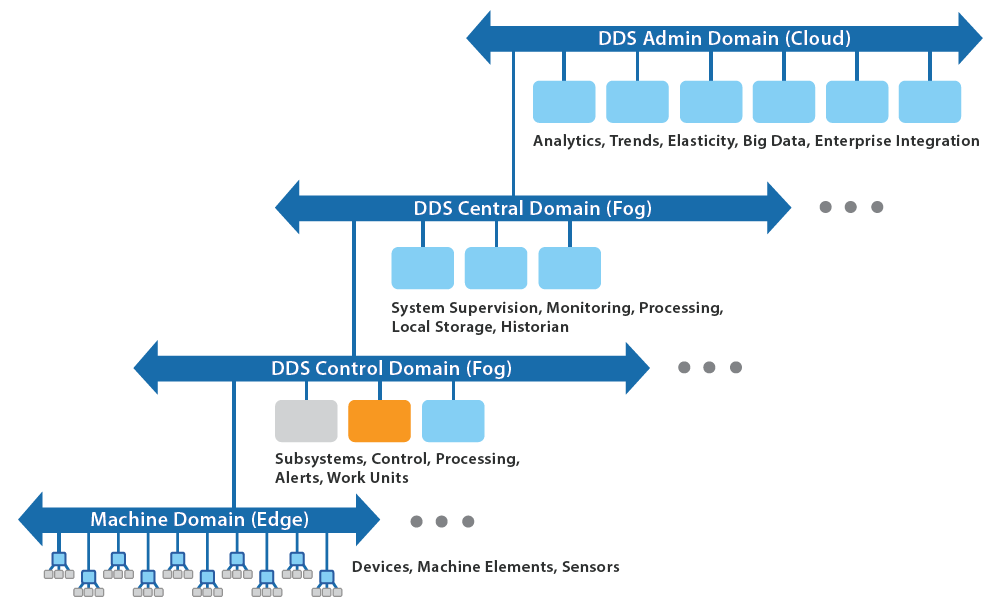 DDS Admin Domain (Cloud)
Analytics, Trends, Elasticity, Big Data, Enterprise Integration
DDS Central Domain (Fog)
System Supervision, Monitoring, Processing,
Local Storage, Historian
DDS Control Domain (Fog)
Subsystems, Control, Processing,
Alerts, Work Units
Machine Domain (Edge)
Devices, Machine Elements, Sensors